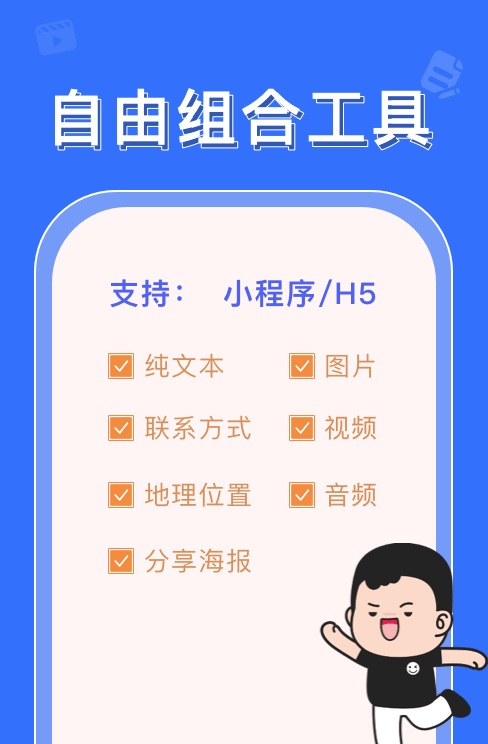 自由组合工具
支持： 小程序/H5
纯文本 图片
联系方式 视频
地理位置 音频
分享海报